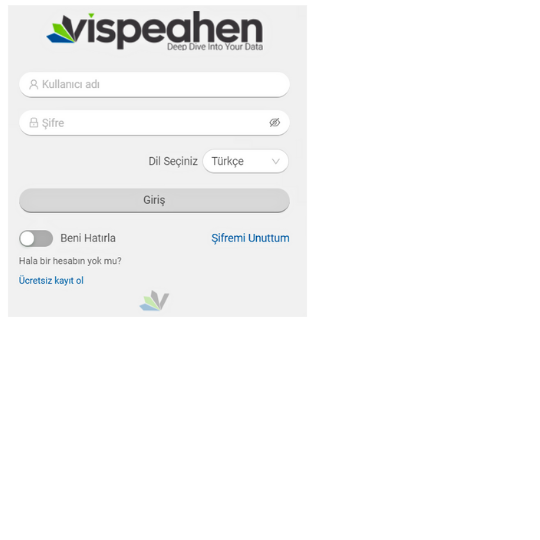 vispeahen
Deep Dive Into Your Data
Kullanıcı adı
Şifre
Dil Seçiniz Türkçe
Giriş
Beni Hatırla Şifremi Unuttum
Hala bir hesabın yok mu?
Ücretsiz kayıt ol